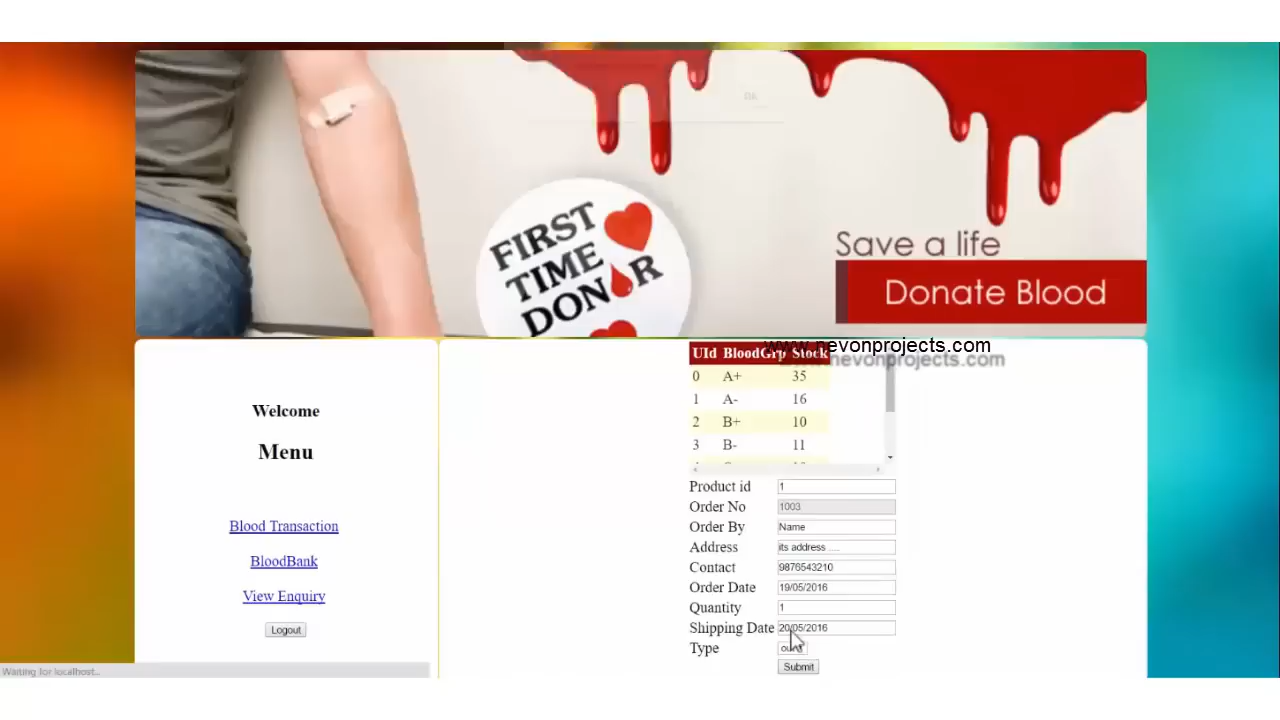 FIRST
TIME
DONOR
Save a life
Donate Blood
www.nevonprojects.com
UId BloodGrp Stock
0 A+ 35
1 A- 16
2 B+ 10
3 B- 11
Welcome
Menu
Blood Transaction
BloodBank
View Enquiry
Logout
Product id 1
Order No 1003
Order By Name
Address its address ....
Contact 9876543210
Order Date 19/05/2016
Quantity 1
Shipping Date 20/05/2016
Type
Submit
Waiting for localhost...